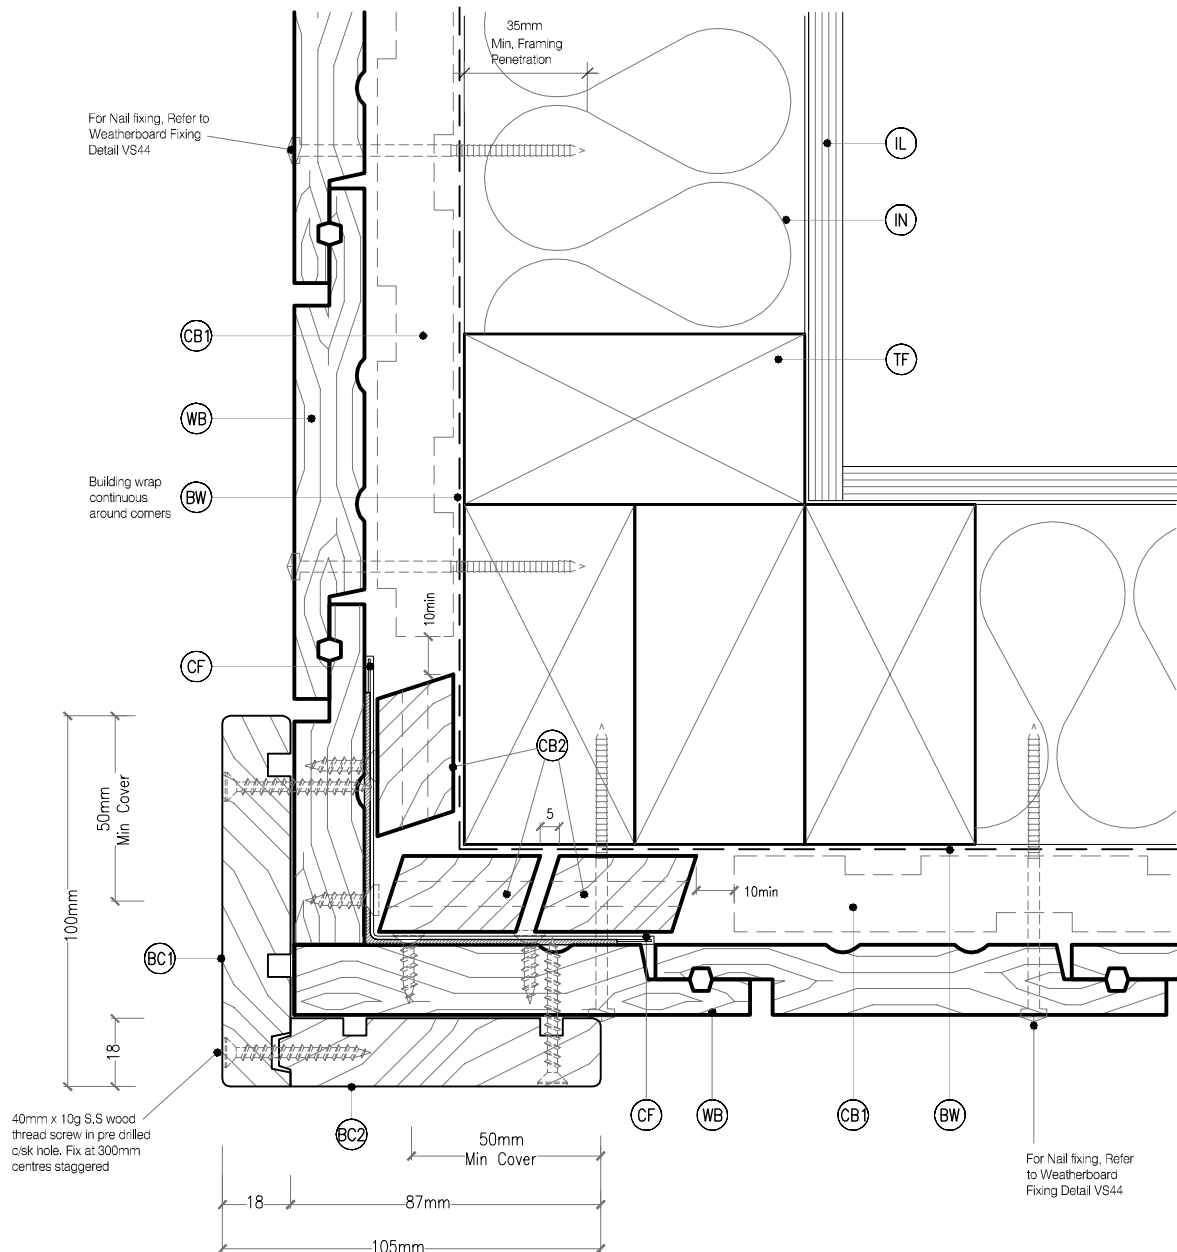 35mm
Min. Framing
Penetration
For Nail fixing, Refer to
Weatherboard Fixing
Detail VS44
IL
IN
CB1
TF
WB
Building wrap
continuous
around corners
BW
10min
CF
CB2
50mm
Min Cover
5
100mm
10min
BC1
18
40mm x 10g S.S wood
thread screw in pre drilled
c/sk hole. Fix at 300mm
centres staggered
BC2
CF
WB
CB1
BW
50mm
Min Cover
For Nail fixing, Refer
to Weatherboard
Fixing Detail VS44
18
87mm
105mm